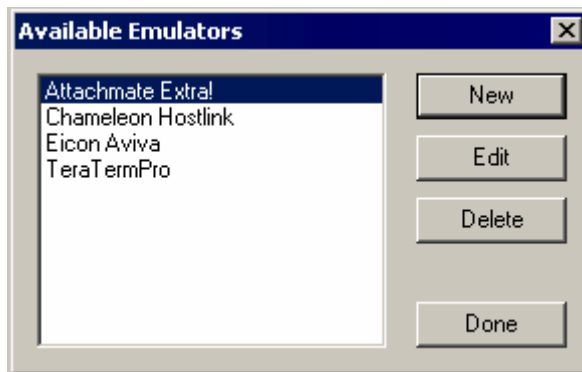 Available Emulators
Attachmate Extra!
Chameleon Hostlink
Eicon Aviva
TeraTermPro
New
Edit
Delete
Done